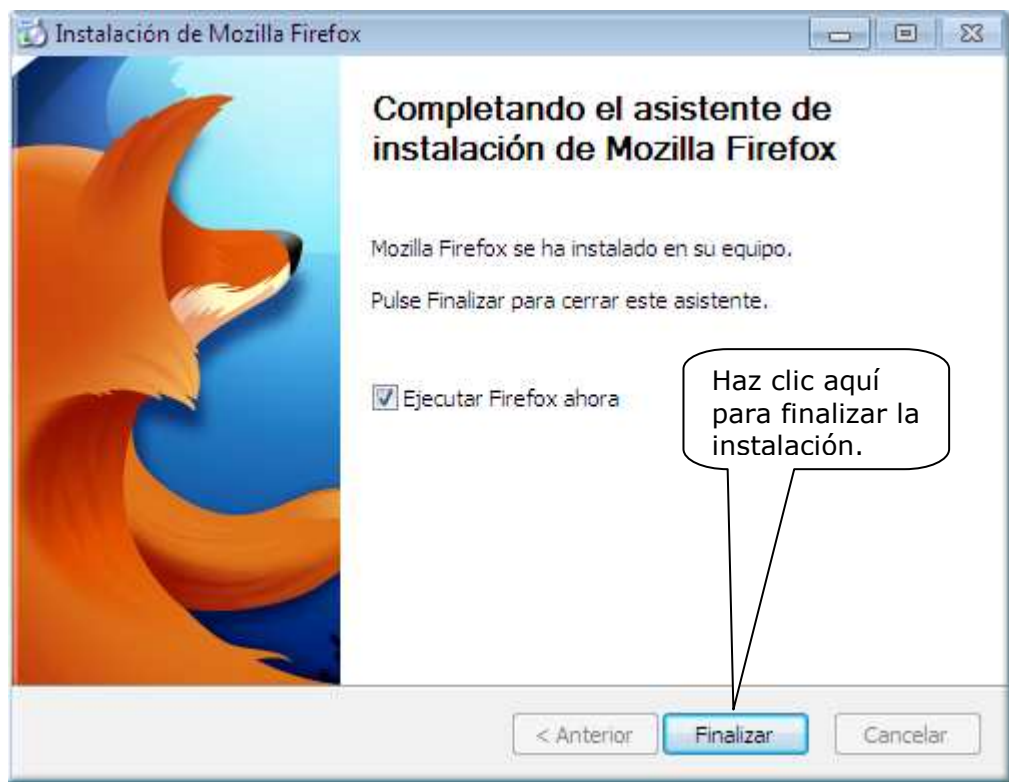 Instalación de Mozilla Firefox
Completando el asistente de
instalación de Mozilla Firefox
Mozilla Firefox se ha instalado en su equipo.
Pulse Finalizar para cerrar este asistente.
Ejecutar Firefox ahora
Haz clic aquí
para finalizar la
instalación.
< Anterior
Finalizar
Cancelar